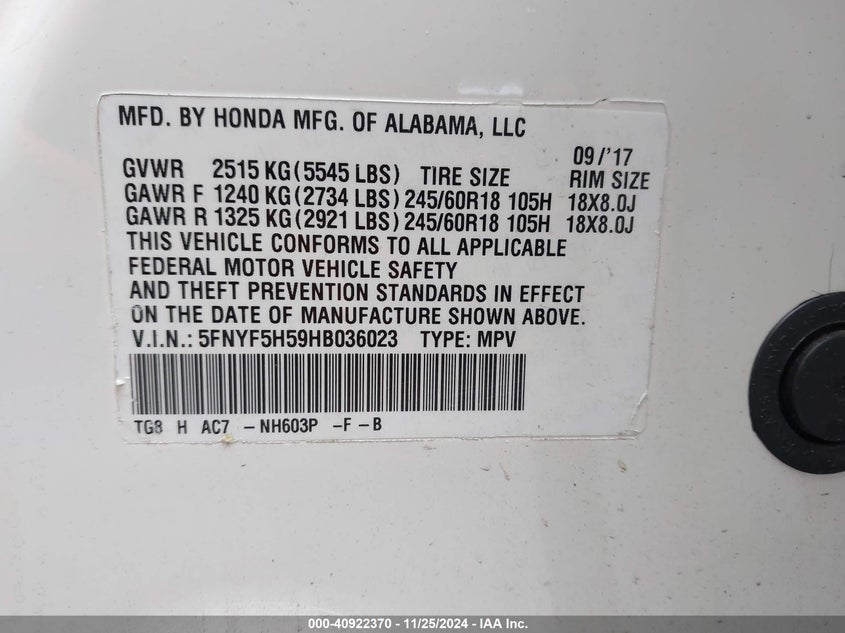 MFD. BY HONDA MFG. OF ALABAMA, LLC
09/'17
GVWR 2515 KG (5545 LBS) TIRE SIZE RIM SIZE
GAWR F 1240 KG (2734 LBS) 245/60R18 105H 18X8.0J
GAWR R 1325 KG (2921 LBS) 245/60R18 105H 18X8.0J
THIS VEHICLE CONFORMS TO ALL APPLICABLE
FEDERAL MOTOR VEHICLE SAFETY
AND THEFT PREVENTION STANDARDS IN EFFECT
ON THE DATE OF MANUFACTURE SHOWN ABOVE.
V.I.N.: 5FNYF5H59HB036023 TYPE: MPV
TG8 H AC7 -NH603P -F-B
000-40922370 - 11/25/2024 - IAA Inc.